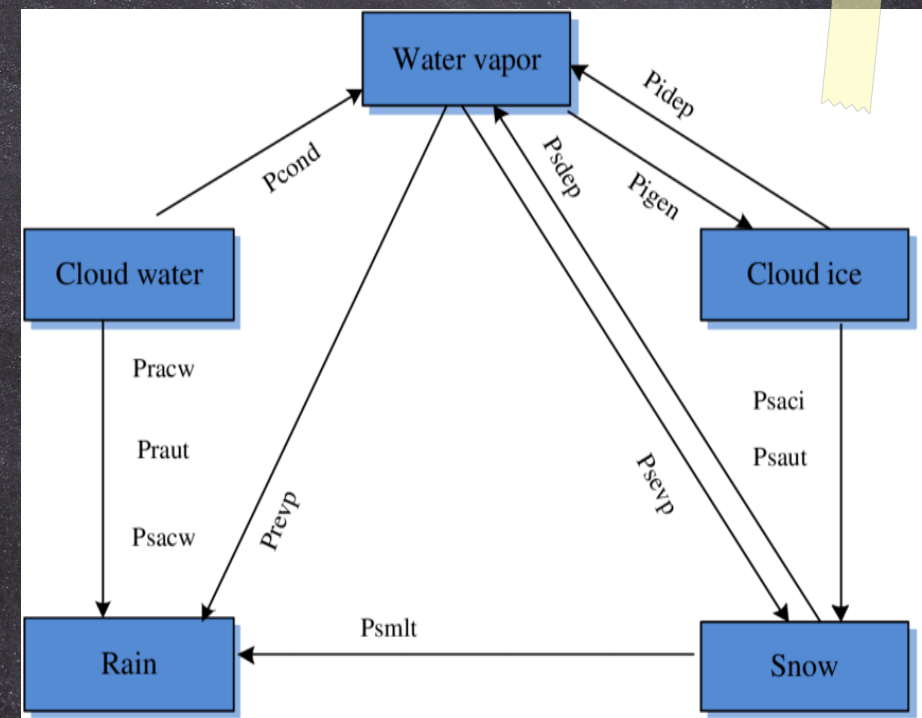 Water vapor
Pidep
Pcond
Psdep
Pigen
Cloud water
Cloud ice
Pracw
Psaci
Praut
Psaut
Psevp
Prevp
Psacw
Psmlt
Rain
Snow